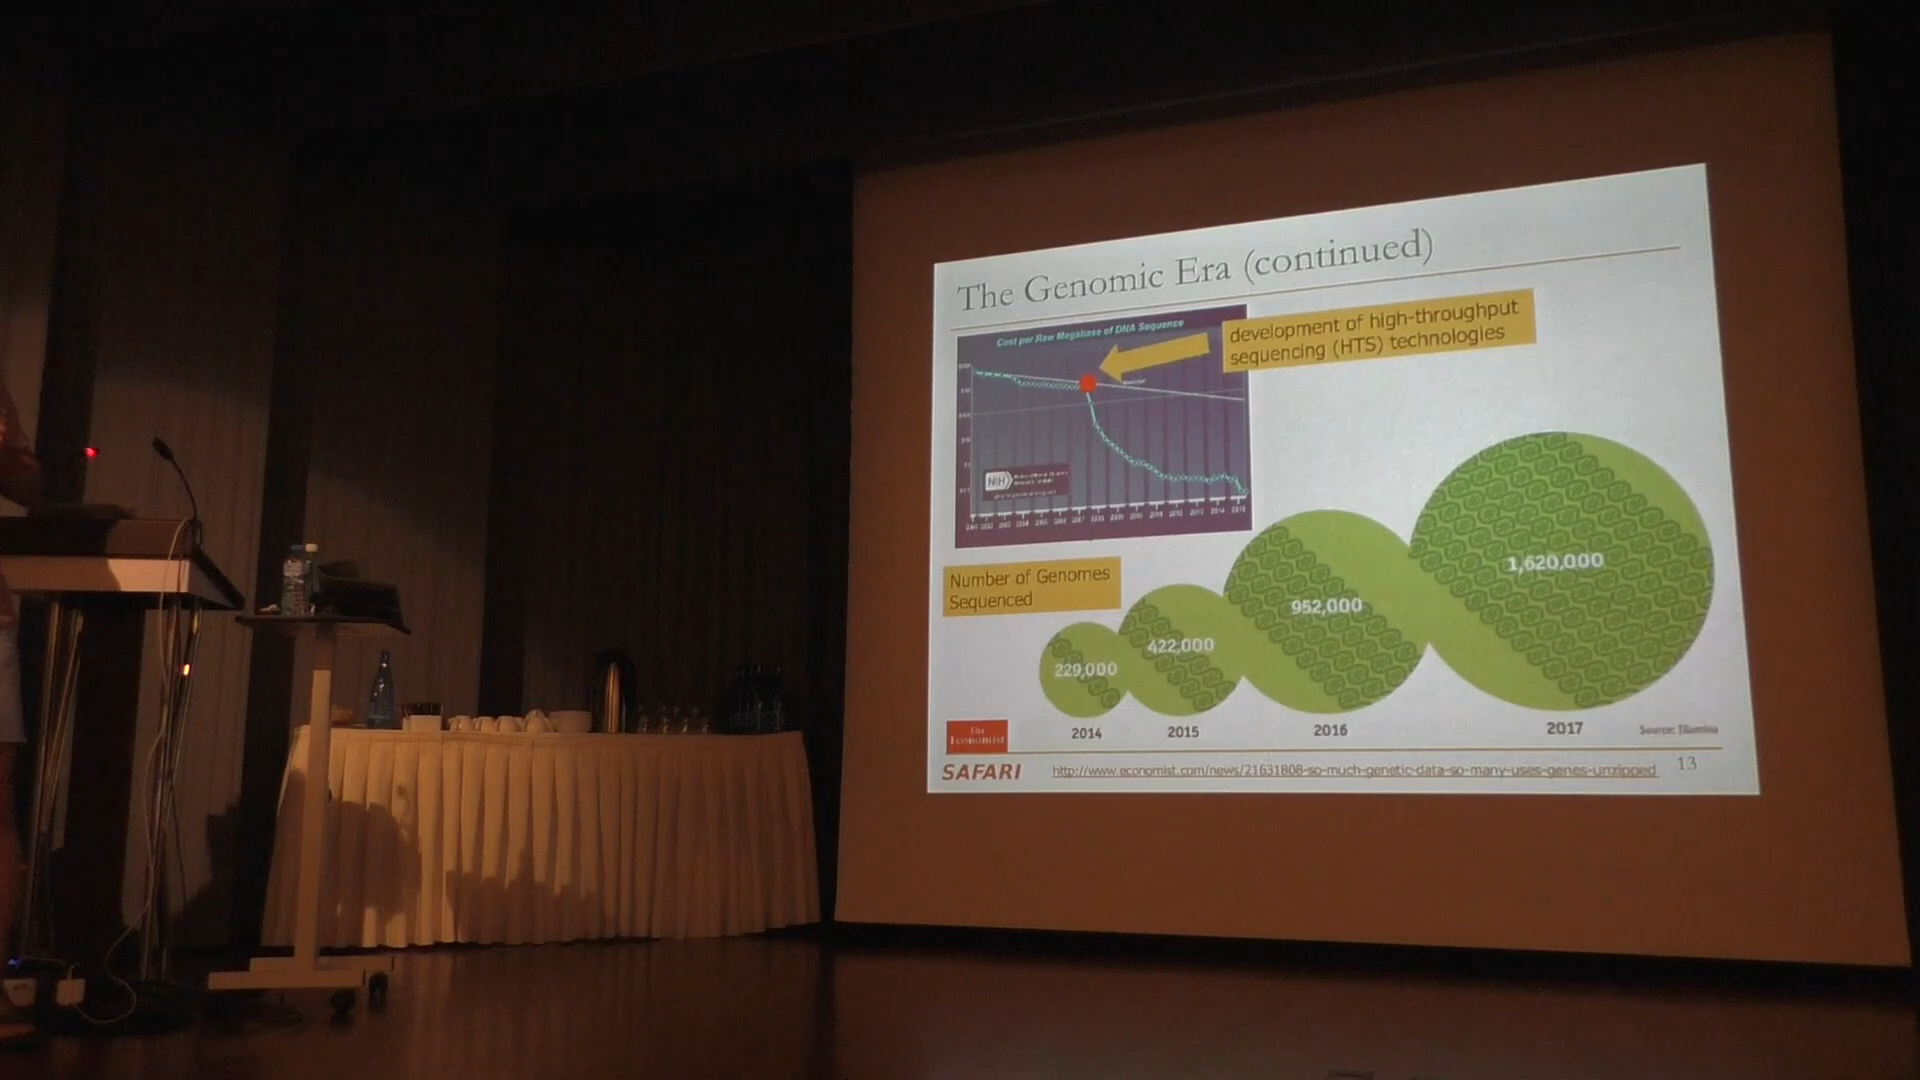 The Genomic Era (continued)
Cost per Raw Megabase of DNA Sequence
development of high-throughput
sequencing (HTS) technologies
NIH
Number of Genomes
Sequenced
229,000
422,000
952,000
1,620,000
2014
2015
2016
2017
Source: Illumina
The
Economist
SAFARI
http://www.economist.com/news/21631808-so-much-genetic-data-so-many-uses-genes-unzipped
13